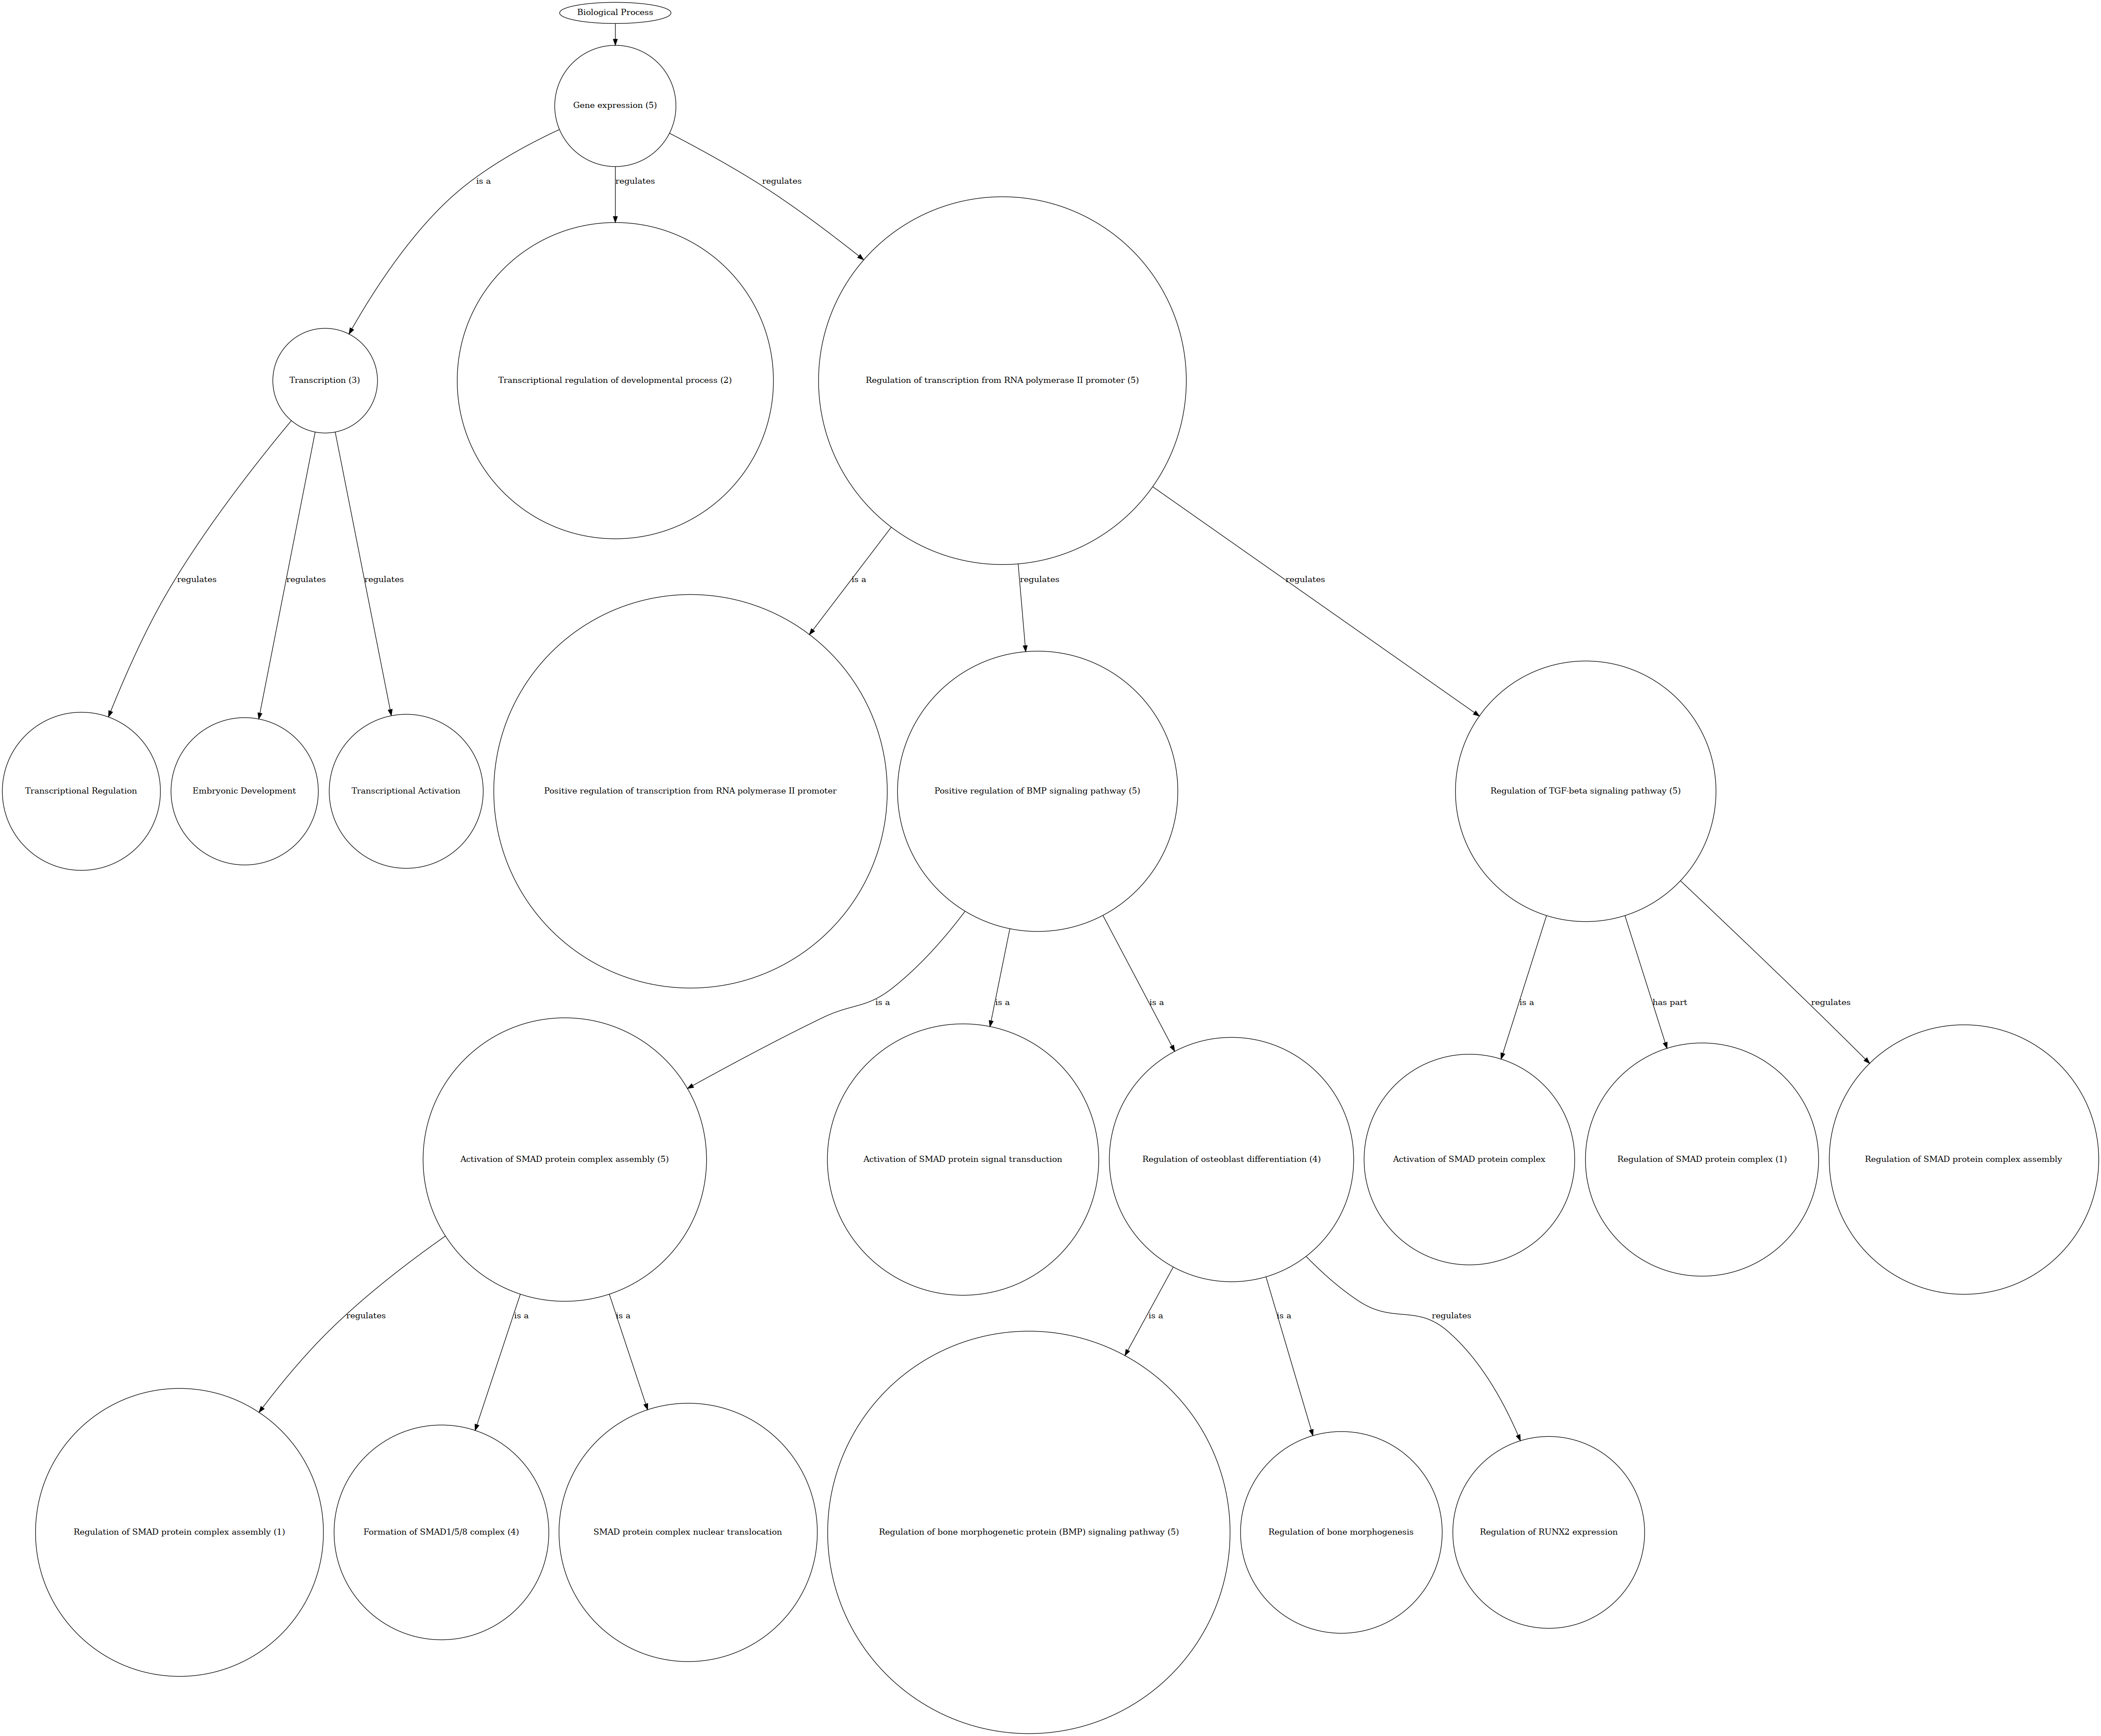 Biological Process
Gene expression (5)
is a
regulates
regulates
Transcription (3)
Transcriptional regulation of developmental process (2)
Regulation of transcription from RNA polymerase II promoter (5)
regulates
regulates
regulates
is a
regulates
regulates
Transcriptional Regulation
Embryonic Development
Transcriptional Activation
Positive regulation of transcription from RNA polymerase II promoter
Positive regulation of BMP signaling pathway (5)
Regulation of TGF-beta signaling pathway (5)
is a
is a
is a
is a
has part
regulates
Activation of SMAD protein complex assembly (5)
Activation of SMAD protein signal transduction
Regulation of osteoblast differentiation (4)
Activation of SMAD protein complex
Regulation of SMAD protein complex (1)
Regulation of SMAD protein complex assembly
regulates
is a
is a
is a
is a
regulates
Regulation of SMAD protein complex assembly (1)
Formation of SMAD1/5/8 complex (4)
SMAD protein complex nuclear translocation
Regulation of bone morphogenetic protein (BMP) signaling pathway (5)
Regulation of bone morphogenesis
Regulation of RUNX2 expression